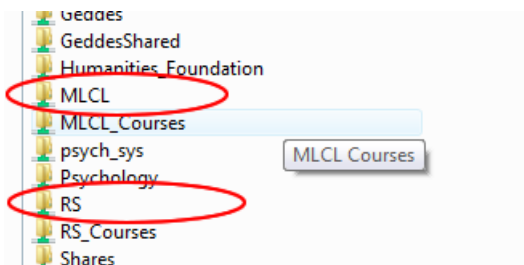 Geddes
GeddesShared
Humanities_Foundation
MLCL
MLCL_Courses
psych_sys
MLCL Courses
Psychology
RS
RS_Courses
Shares